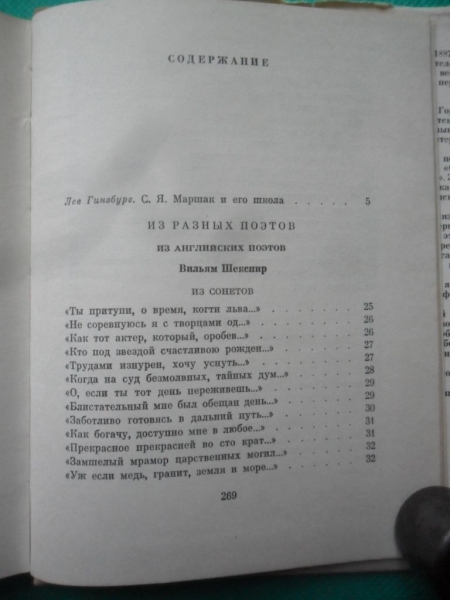 СОДЕРЖАНИЕ
Лев Гинзбург. С. Я. Маршак и его школа . . . . . 5
ИЗ РАЗНЫХ ПОЭТОВ
ИЗ АНГЛИЙСКИХ ПОЭТОВ
Вильям Шекспир
ИЗ СОНЕТОВ
«Ты притупи, о время, когти льва...» 25
«Не соревнуюсь я с творцами од...» 26
«Как тот актер, который, оробев...» 26
«Кто под звездой счастливою рожден...» 27
«Трудами изнурен, хочу уснуть...» 27
«Когда на суд безмолвных, тайных дум...» 28
«О, если ты тот день переживешь...» 29
«Блистательный мне был обещан день...» 29
«Заботливо готовясь в дальний путь...» 30
«Как богачу, доступно мне в любое...» 31
«Прекрасное прекрасней во сто крат...» 31
«Замшелый мрамор царственных могил...» 32
«Уж если медь, гранит, земля и море...» 32
269